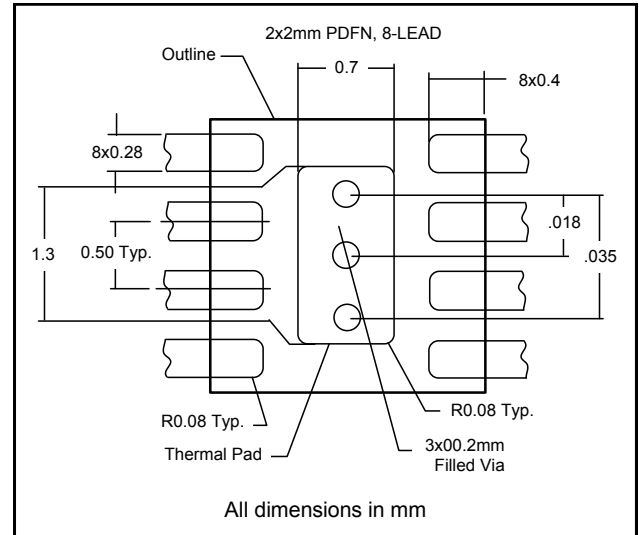 2x2mm PDFN, 8-LEAD
Outline
0.7
8x0.4
8x0.28
.018
1.3
0.50 Typ.
.035
R0.08 Typ.
R0.08 Typ.
Thermal Pad
3x00.2mm
Filled Via
All dimensions in mm